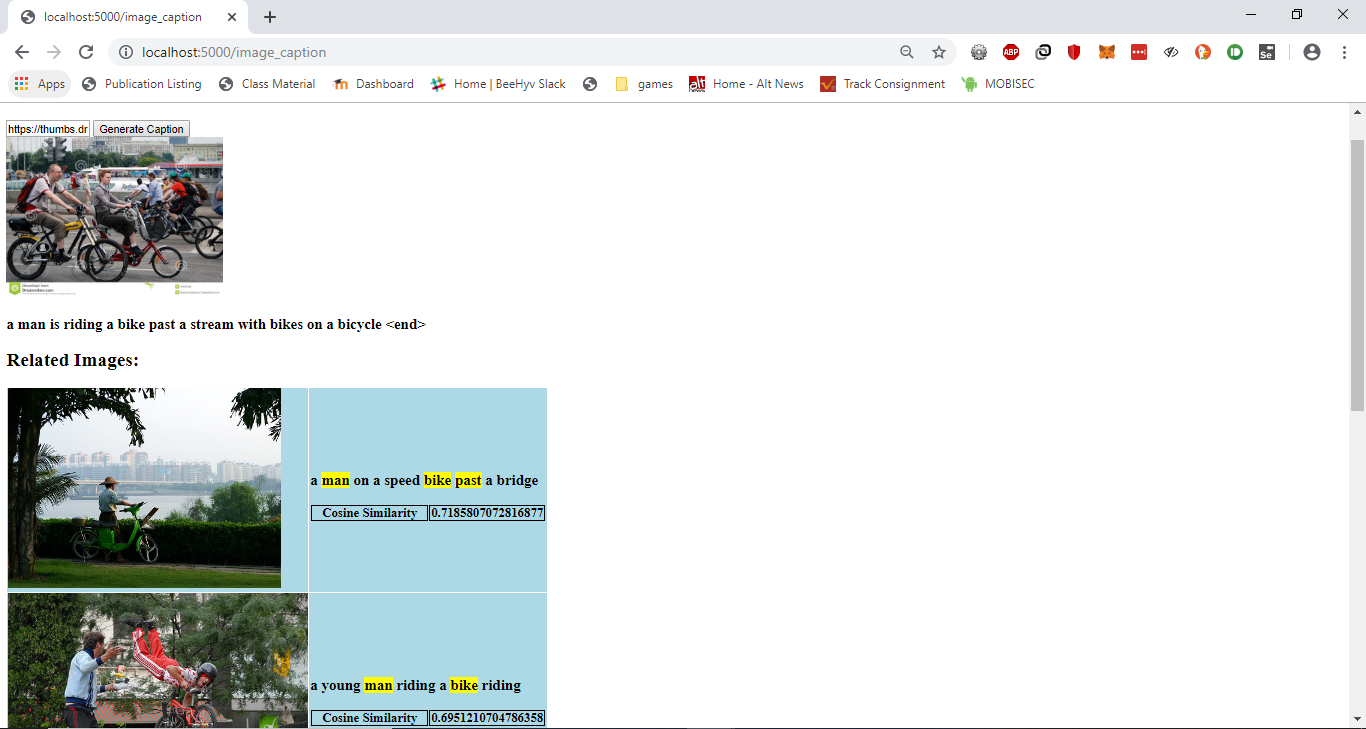 localhost:5000/image_caption
localhost:5000/image_caption
ABP
Se
Apps Publication Listing Class Material Dashboard Home | BeeHyv Slack games alt Home - Alt News Track Consignment MOBISEC
https://thumbs.dr Generate Caption
a man is riding a bike past a stream with bikes on a bicycle <end>
Related Images:
a man on a speed bike past a bridge
Cosine Similarity 0.7185807072816877
a young man riding a bike riding
Cosine Similarity 0.6951210704786358